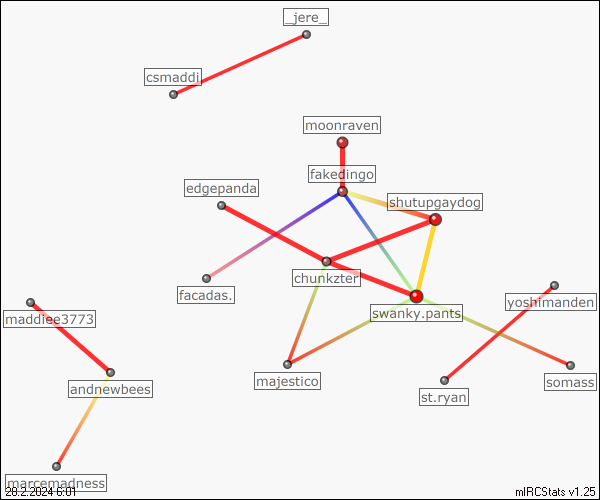 _jere_
csmaddi
moonraven
fakedingo
edgepanda
shutupgaydog
chunkzter
facadas.
yoshimanden
swanky.pants
maddiee3773
majestico
somass
andnewbees
st.ryan
marcemadness
28.2.2024 6:01
mIRCStats v1.25